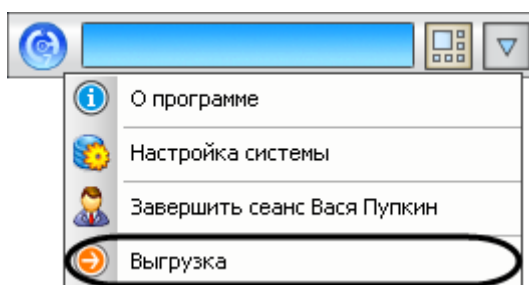 О программе
Настройка системы
Завершить сеанс Вася Пупкин
Выгрузка